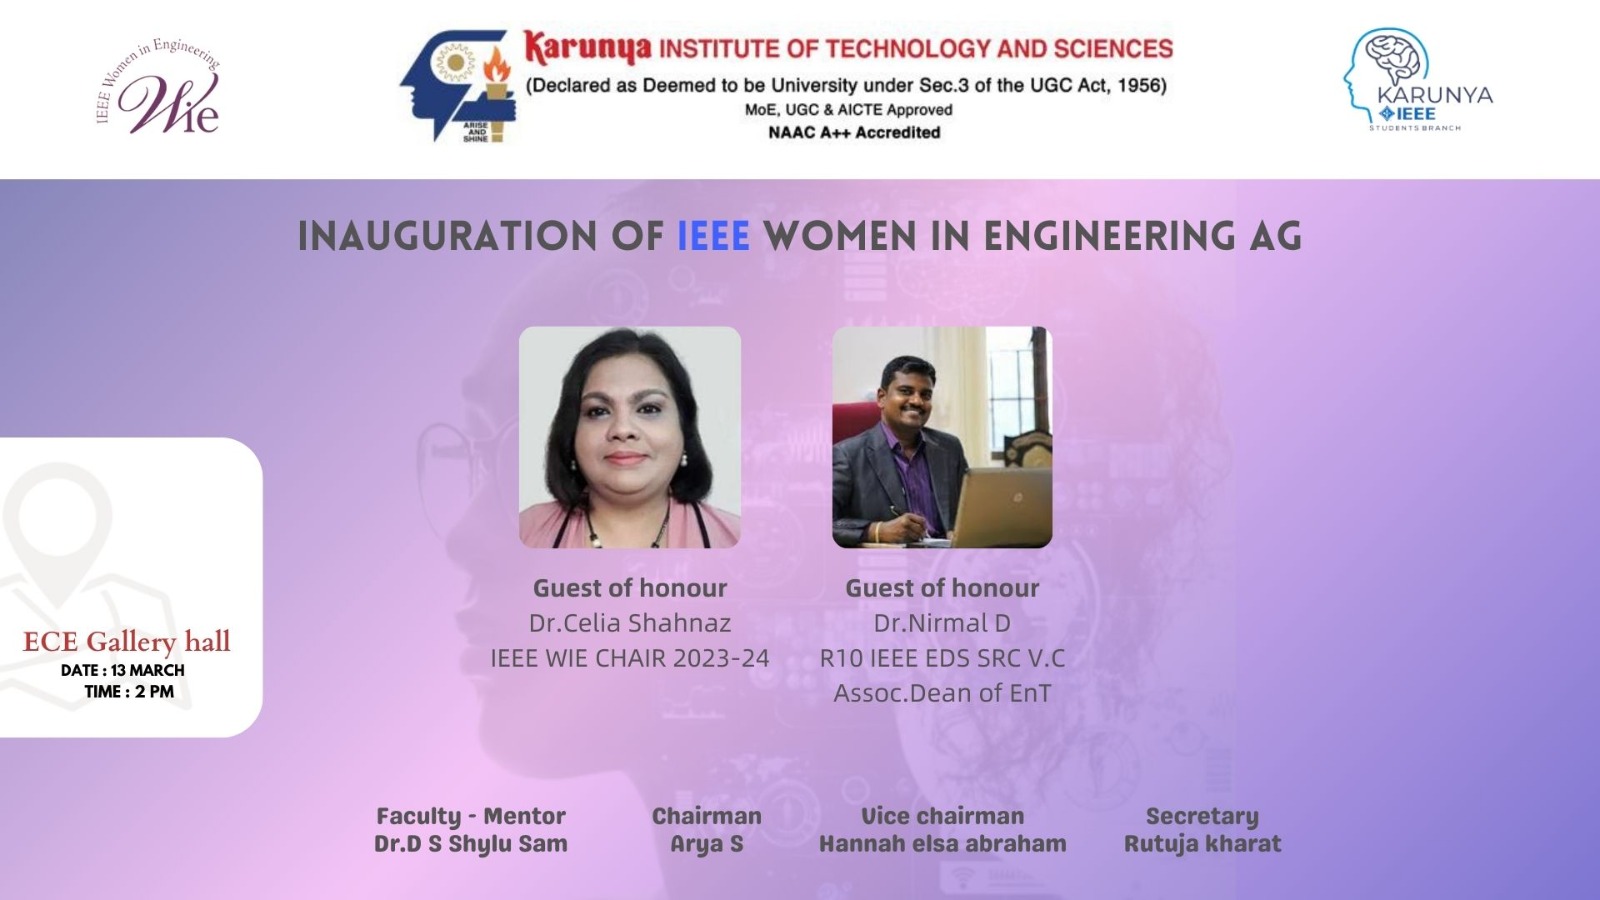 IEEE Women in Engineering
Wie
ARISE
AND
SHINE
Karunya INSTITUTE OF TECHNOLOGY AND SCIENCES
(Declared as Deemed to be University under Sec.3 of the UGC Act, 1956)
MoE, UGC & AICTE Approved
NAAC A++ Accredited
KARUNYA
IEEE
STUDENTS BRANCH
INAUGURATION OF IEEE WOMEN IN ENGINEERING AG
Guest of honour
Dr.Celia Shahnaz
IEEE WIE CHAIR 2023-24
Guest of honour
Dr.Nirmal D
R10 IEEE EDS SRC V.C
Assoc.Dean of EnT
ECE Gallery hall
DATE : 13 MARCH
TIME : 2 PM
Faculty - Mentor
Dr.D S Shylu Sam
Chairman
Arya S
Vice chairman
Hannah elsa abraham
Secretary
Rutuja kharat